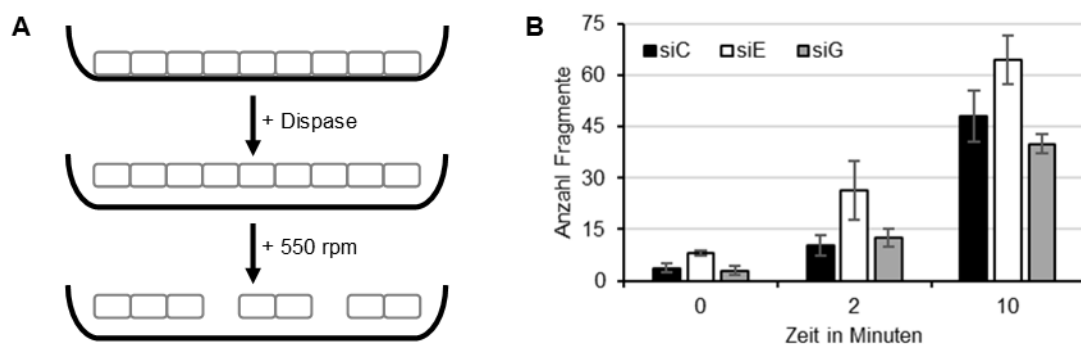 A
+ Dispase
+ 550 rpm
B
75
60
45
30
15
0
siC siE siG
Anzahl Fragmente
0 2 10
Zeit in Minuten